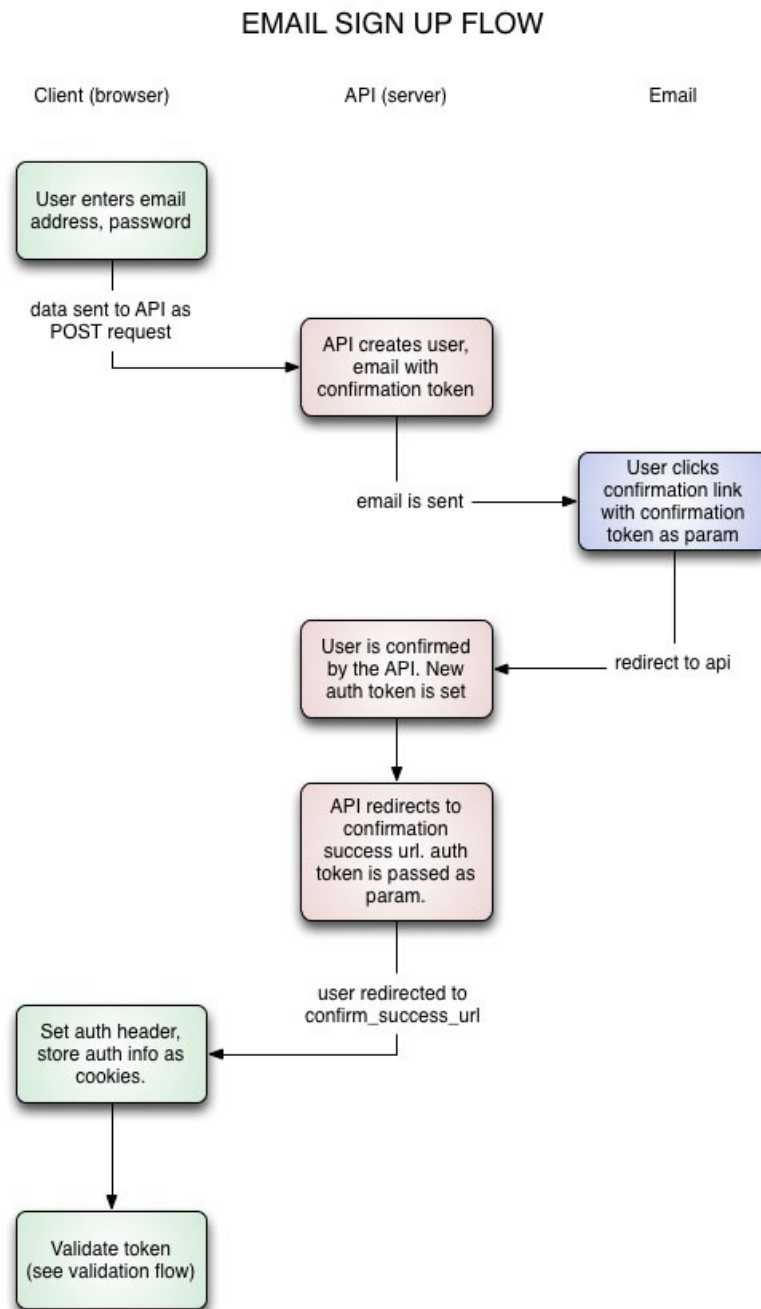 EMAIL SIGN UP FLOW
Client (browser)
API (server)
Email
User enters email
address, password
data sent to API as
POST request
API creates user,
email with
confirmation token
email is sent
User clicks
confirmation link
with confirmation
token as param
redirect to api
User is confirmed
by the API. New
auth token is set
API redirects to
confirmation
success url. auth
token is passed as
param.
user redirected to
confirm_success_url
Set auth header,
store auth info as
cookies.
Validate token
(see validation flow)